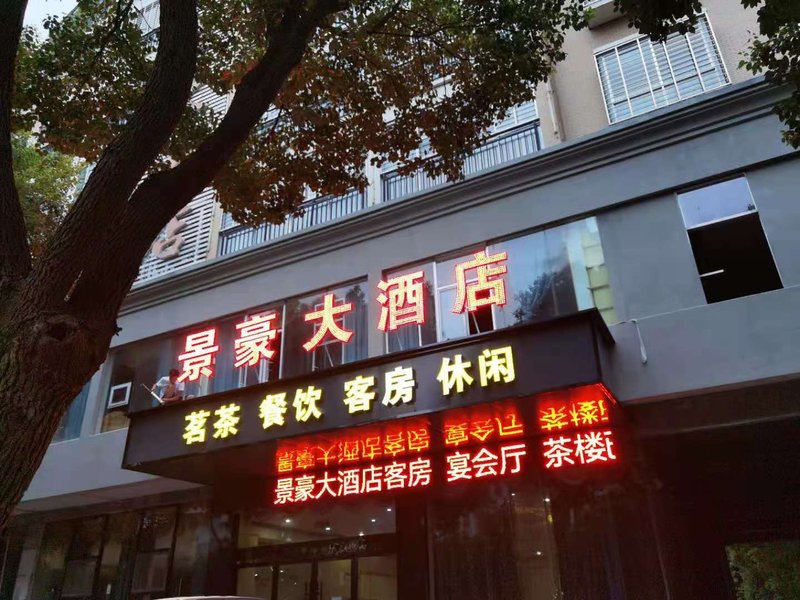 景豪大酒店
茗茶 餐饮 客房 休闲
景豪大酒店客房 宴会厅 茶楼